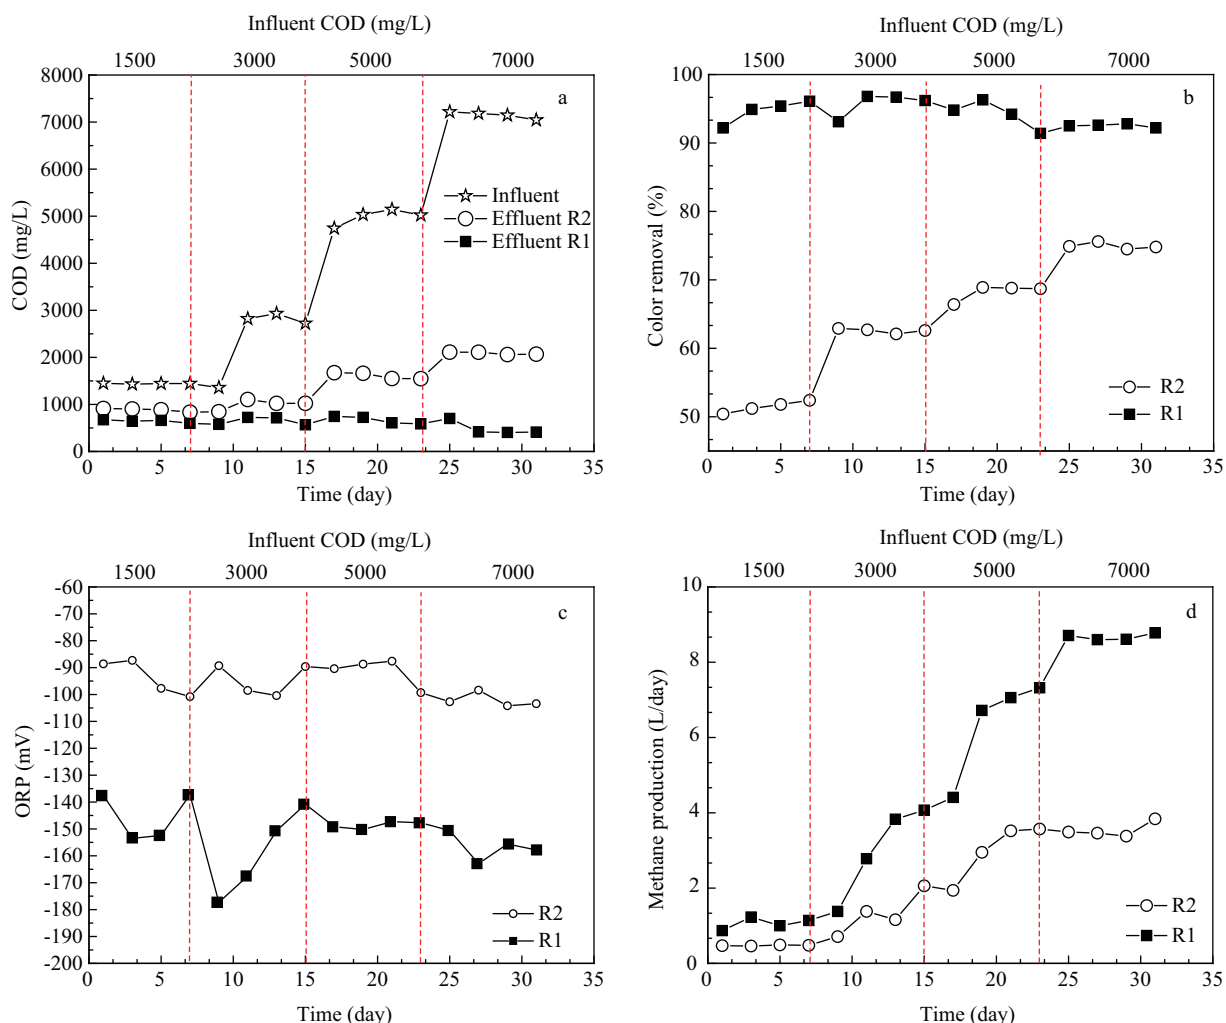 Influent COD (mg/L)
1500 3000 5000 7000
8000
7000
6000
5000
4000
3000
2000
1000
0
COD (mg/L)
a
Influent
Effluent R2
Effluent R1
0 5 10 15 20 25 30 35
Time (day)
Influent COD (mg/L)
1500 3000 5000 7000
100
90
80
70
60
50
Color removal (%)
b
R2
R1
0 5 10 15 20 25 30 35
Time (day)
Influent COD (mg/L)
1500 3000 5000 7000
-60
-70
-80
-90
-100
-110
-120
-130
-140
-150
-160
-170
-180
-190
-200
ORP (mV)
c
R2
R1
0 5 10 15 20 25 30 35
Time (day)
Influent COD (mg/L)
1500 3000 5000 7000
10
8
6
4
2
0
Methane production (L/day)
d
R2
R1
0 5 10 15 20 25 30 35
Time (day)